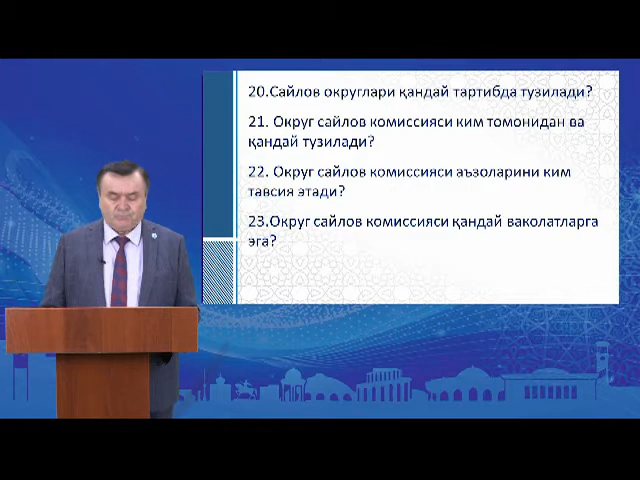 20.Сайлов округлари қандай тартибда тузилади?
21. Округ сайлов комиссияси ким томонидан ва
қандай тузилади?
22. Округ сайлов комиссияси аъзоларини ким
тавсия этади?
23.Округ сайлов комиссияси қандай ваколатларга
эга?